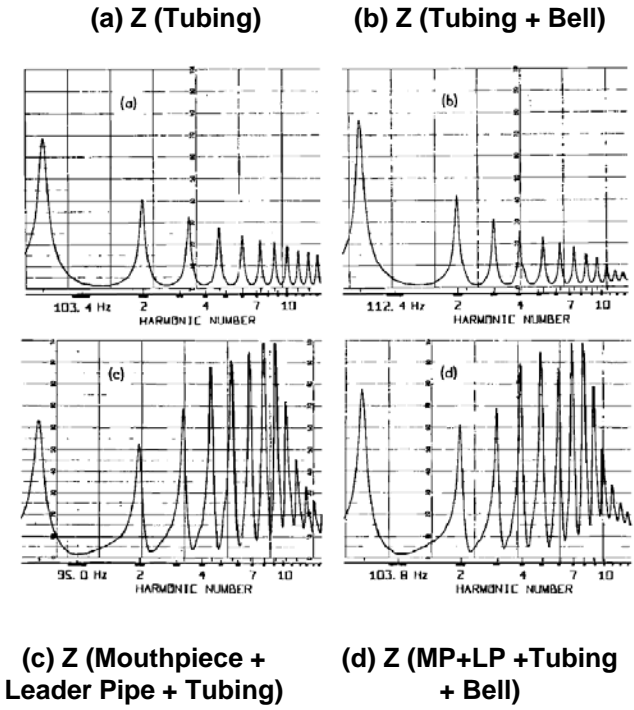 (a) Z (Tubing)
(b) Z (Tubing + Bell)
(a)
(b)
103.4 Hz 2 4 7 10
HARMONIC NUMBER
112.4 Hz 2 4 7 10
HARMONIC NUMBER
(c)
(d)
95.0 Hz 2 4 7 10
HARMONIC NUMBER
103.8 Hz 2 4 7 10
HARMONIC NUMBER
(c) Z (Mouthpiece +
Leader Pipe + Tubing)
(d) Z (MP+LP +Tubing
+ Bell)